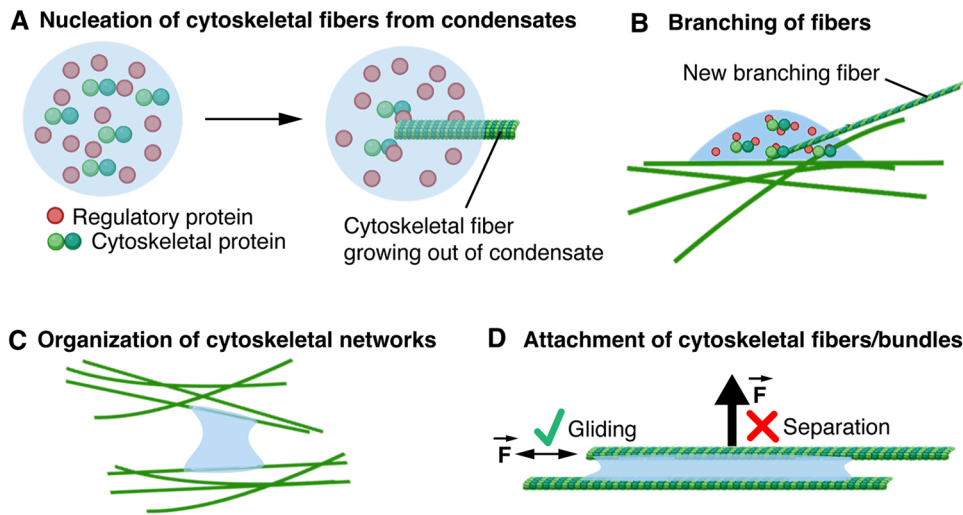 A Nucleation of cytoskeletal fibers from condensates
Regulatory protein
Cytoskeletal protein
Cytoskeletal fiber
growing out of condensate
B Branching of fibers
New branching fiber
C Organization of cytoskeletal networks
D Attachment of cytoskeletal fibers/bundles
F
Gliding
F
Separation